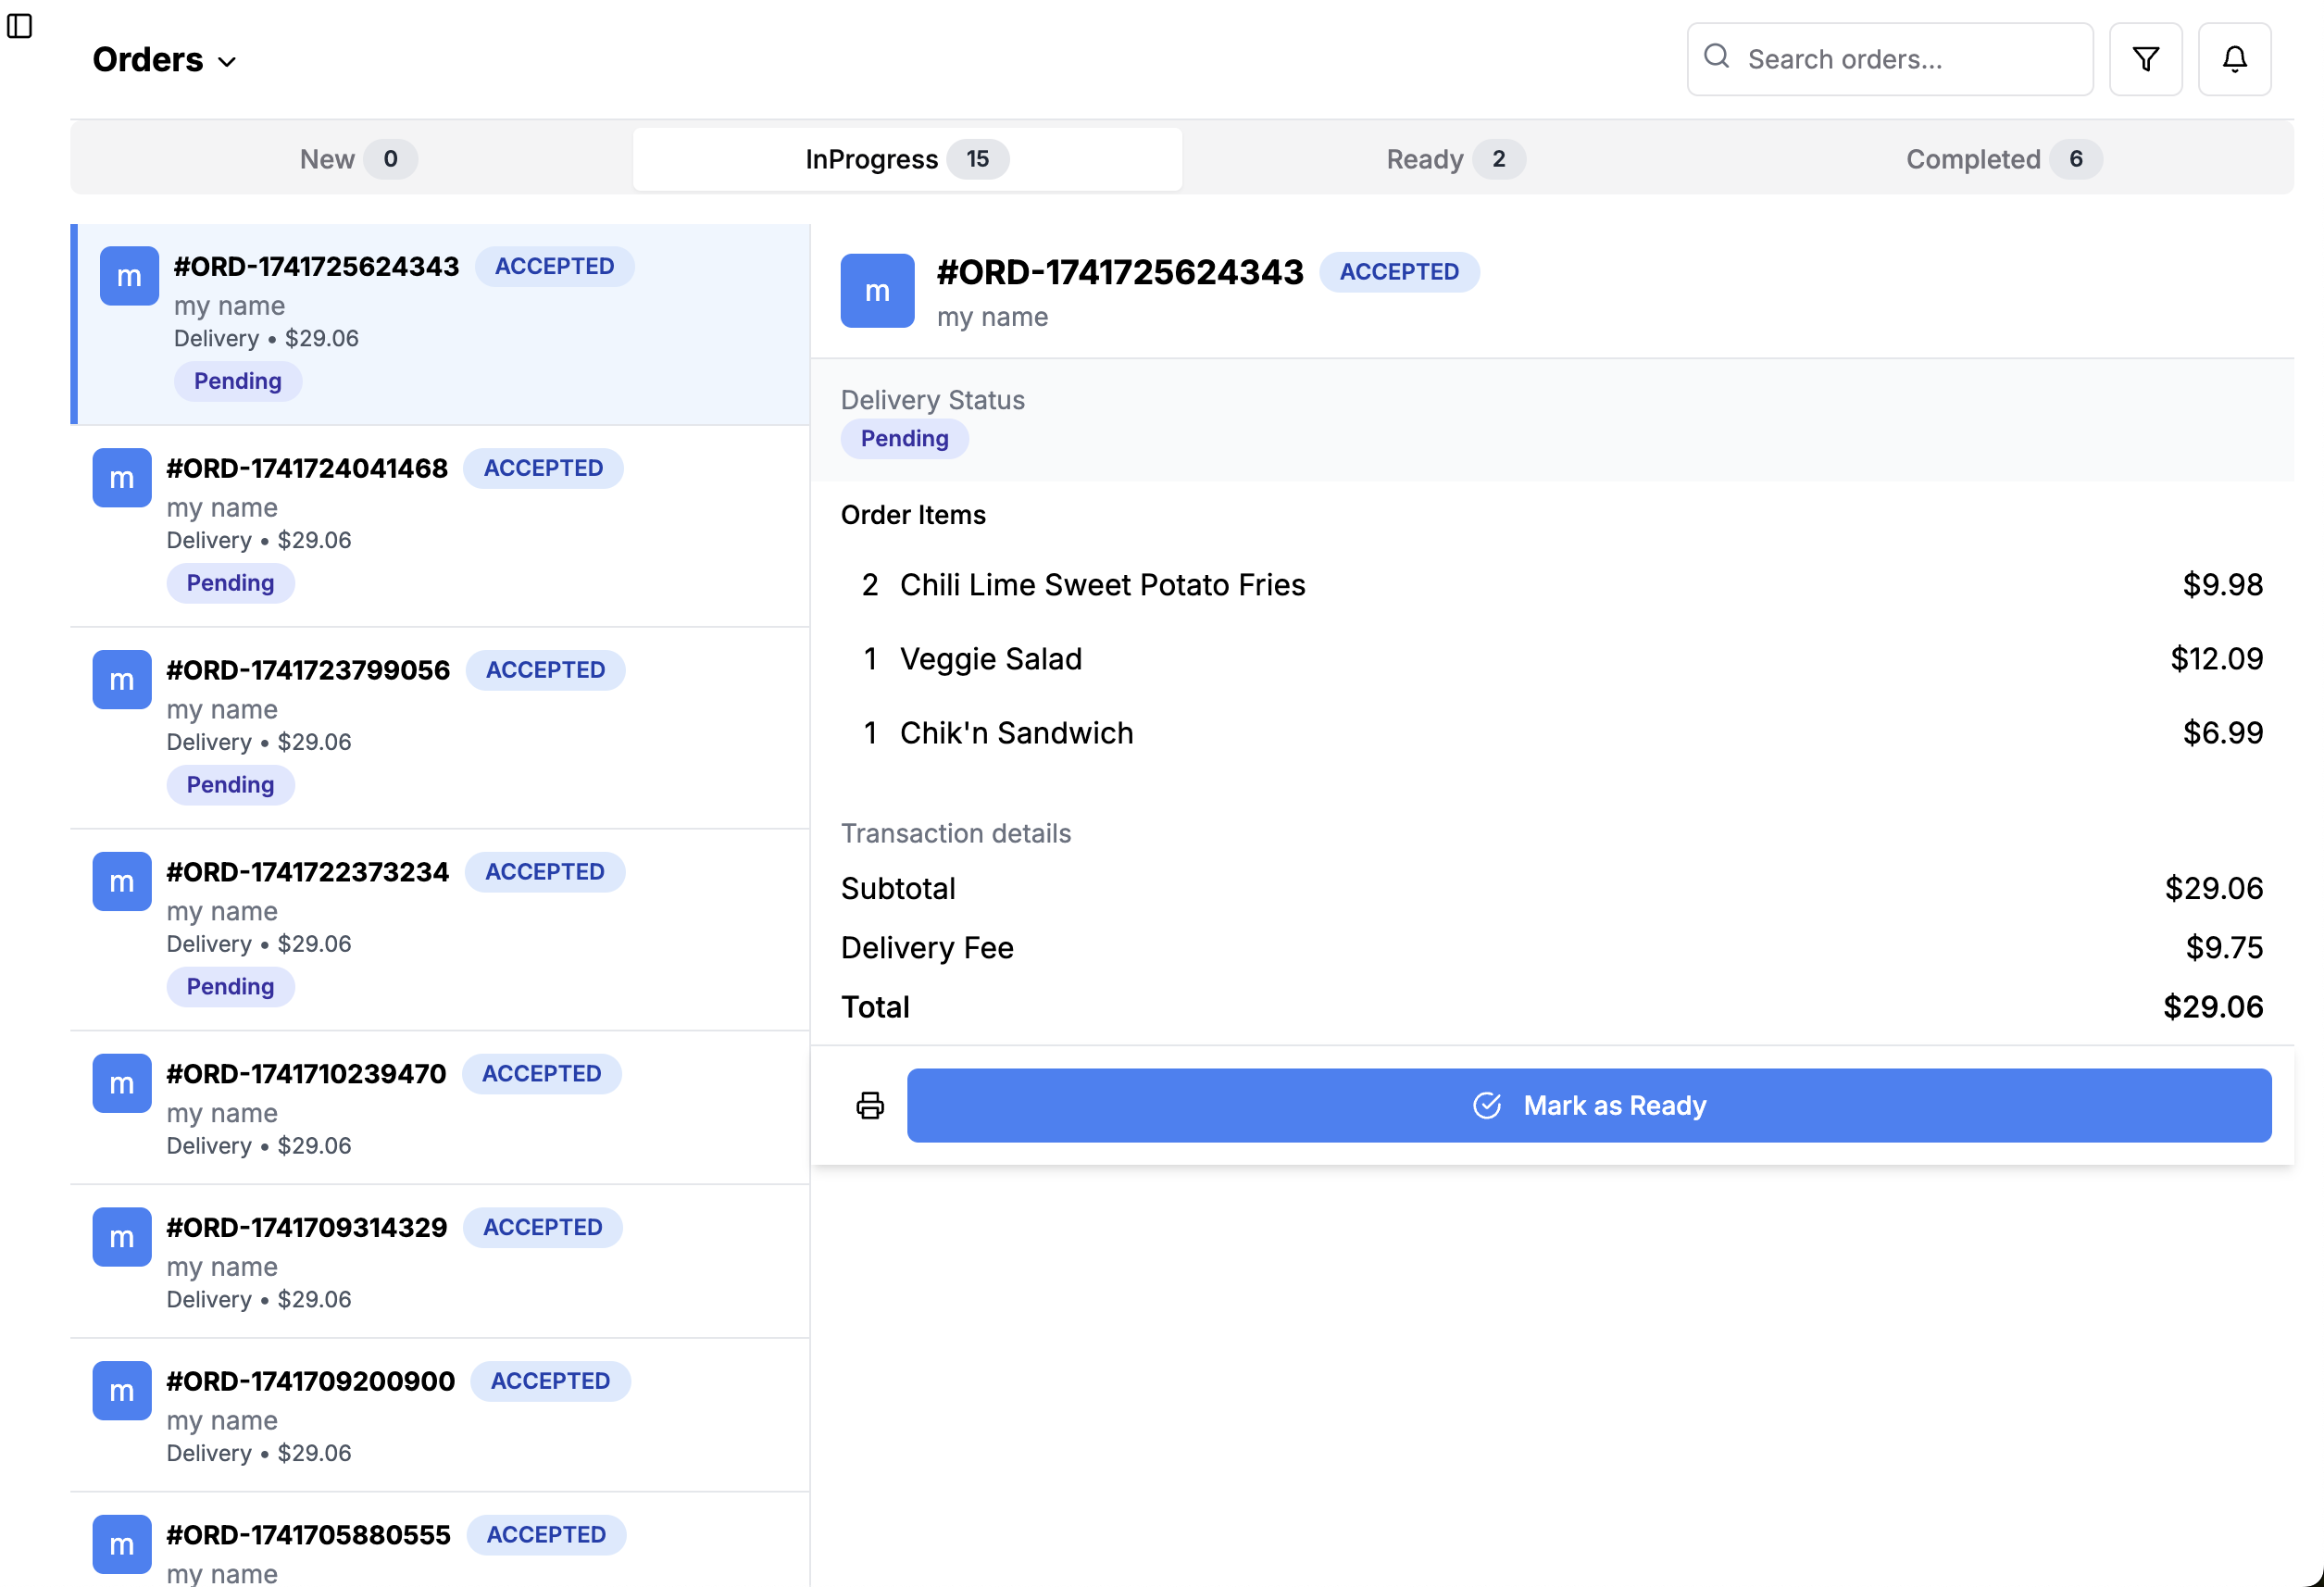 Orders
Search orders...
New 0
InProgress 15
Ready 2
Completed 6
m
#ORD-1741725624343 ACCEPTED
my name
Delivery • $29.06
Pending
m
#ORD-1741724041468 ACCEPTED
my name
Delivery • $29.06
Pending
m
#ORD-1741723799056 ACCEPTED
my name
Delivery • $29.06
Pending
m
#ORD-1741722373234 ACCEPTED
my name
Delivery • $29.06
Pending
m
#ORD-1741710239470 ACCEPTED
my name
Delivery • $29.06
m
#ORD-1741709314329 ACCEPTED
my name
Delivery • $29.06
m
#ORD-1741709200900 ACCEPTED
my name
Delivery • $29.06
m
#ORD-1741705880555 ACCEPTED
my name
m
#ORD-1741725624343 ACCEPTED
my name
Delivery Status
Pending
Order Items
2 Chili Lime Sweet Potato Fries $9.98
1 Veggie Salad $12.09
1 Chik'n Sandwich $6.99
Transaction details
Subtotal $29.06
Delivery Fee $9.75
Total $29.06
Mark as Ready